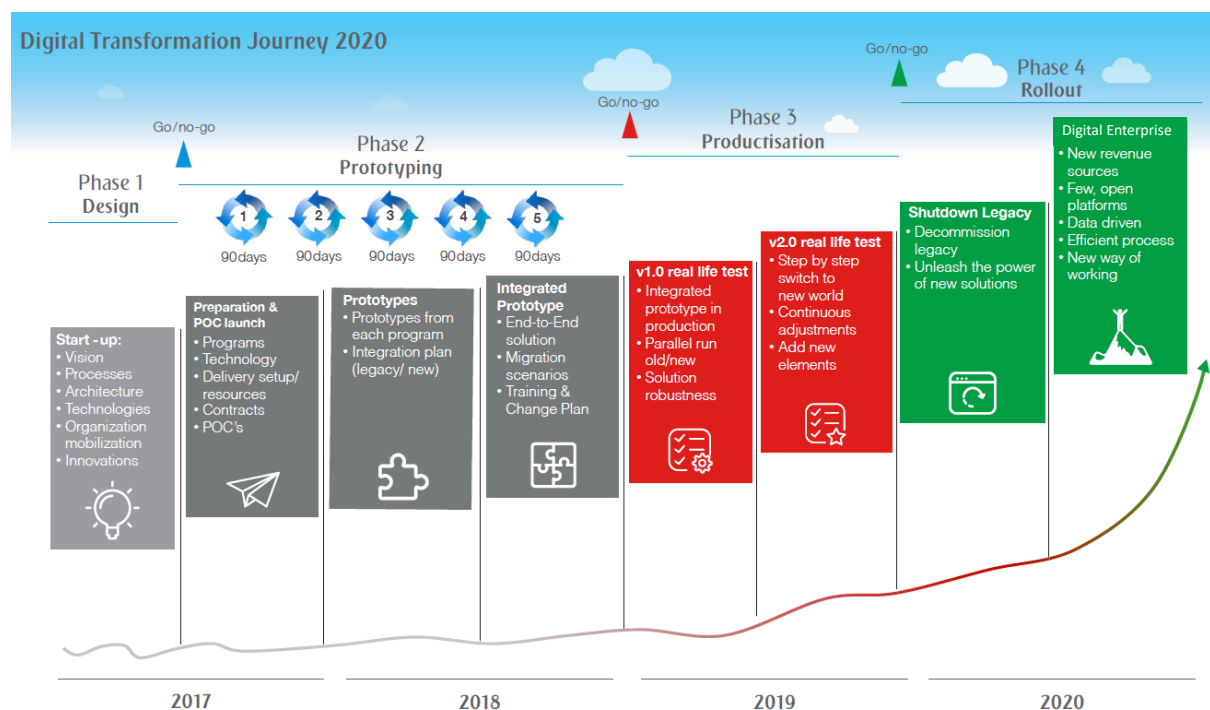 Digital Transformation Journey 2020
Go/no-go
Phase 4
Rollout
Go/no-go
Phase 3
Productisation
Go/no-go
Phase 2
Prototyping
Phase 1
Design
1
2
3
4
5
90days
90days
90days
90days
90days
Start -up:
• Vision
• Processes
• Architecture
• Technologies
• Organization
mobilization
• Innovations
Preparation &
POC launch
• Programs
• Technology
• Delivery setup/
resources
• Contracts
• POC's
Prototypes
• Prototypes from
each program
• Integration plan
(legacy/ new)
Integrated
Prototype
• End-to-End
solution
• Migration
scenarios
• Training &
Change Plan
v1.0 real life test
• Integrated
prototype in
production
• Parallel run
old/new
• Solution
robustness
v2.0 real life test
• Step by step
switch to
new world
• Continuous
adjustments
• Add new
elements
Shutdown Legacy
• Decommission
legacy
• Unleash the power
of new solutions
Digital Enterprise
• New revenue
sources
• Few, open
platforms
• Data driven
• Efficient process
• New way of
working
2017
2018
2019
2020